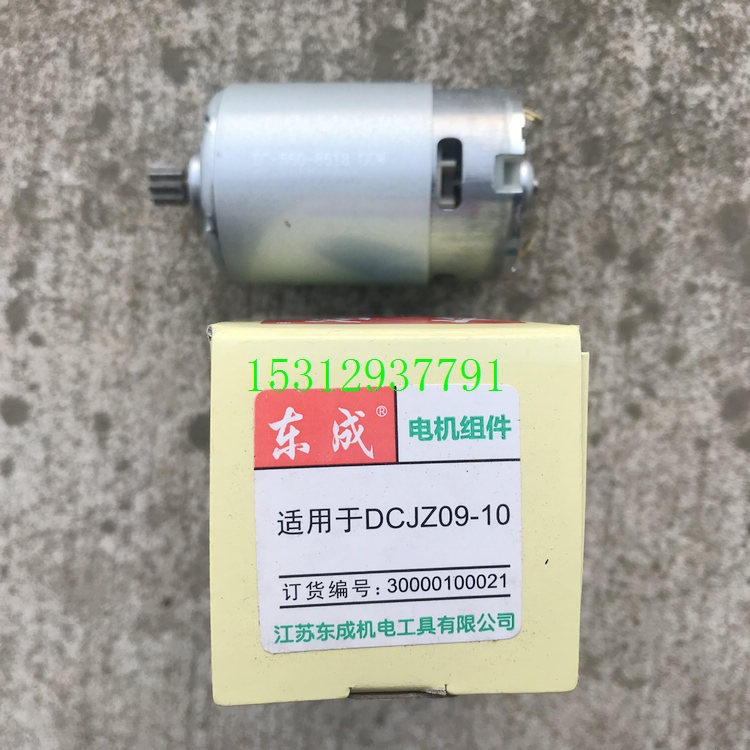 15312937791
东成®
电机组件
适用于DCJZ09-10
订货编号：30000100021
江苏东成机电工具有限公司